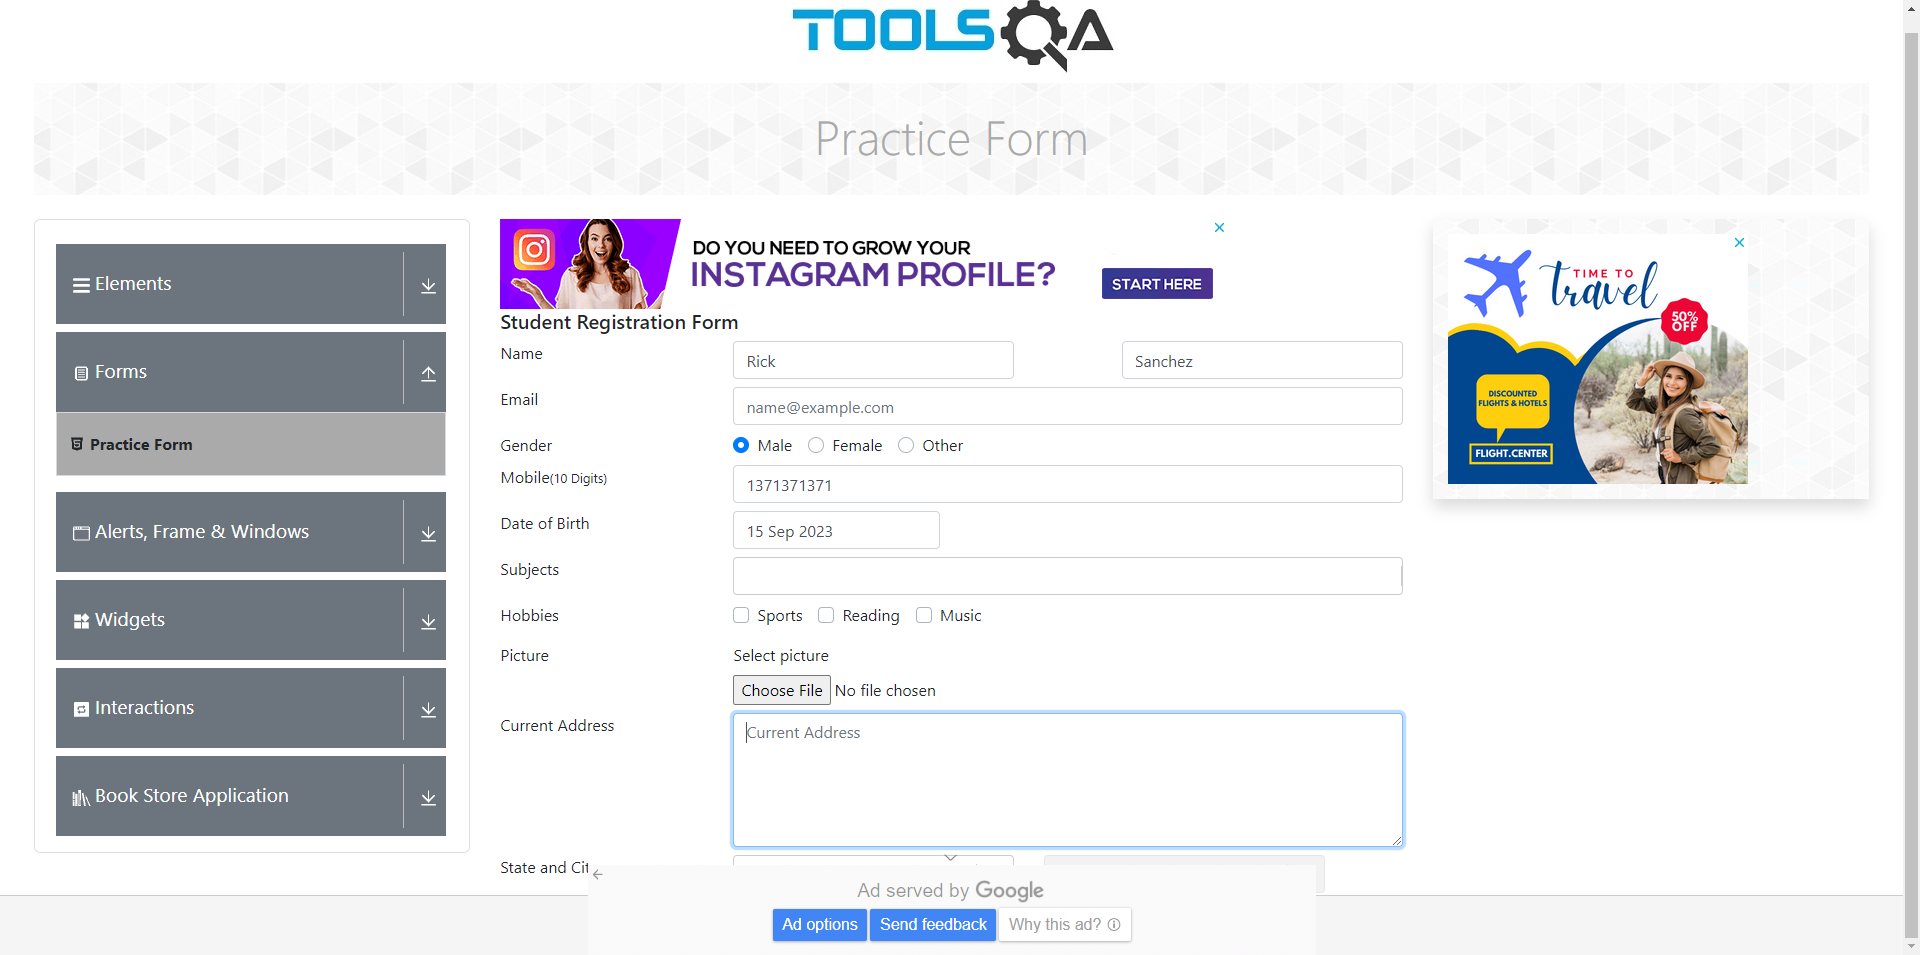 TOOLSQA
Practice Form
Elements
Forms
Practice Form
Alerts, Frame & Windows
Widgets
Interactions
Book Store Application
DO YOU NEED TO GROW YOUR
INSTAGRAM PROFILE?
START HERE
Student Registration Form
Name
Rick
Sanchez
Email
name@example.com
Gender
Male
Female
Other
Mobile(10 Digits)
1371371371
Date of Birth
15 Sep 2023
Subjects
Hobbies
Sports
Reading
Music
Picture
Select picture
Choose File
No file chosen
Current Address
Current Address
State and Cit
TIME TO
travel
50%
OFF
DISCOUNTED
FLIGHTS & HOTELS
FLIGHT.CENTER
Ad served by Google
Ad options
Send feedback
Why this ad?